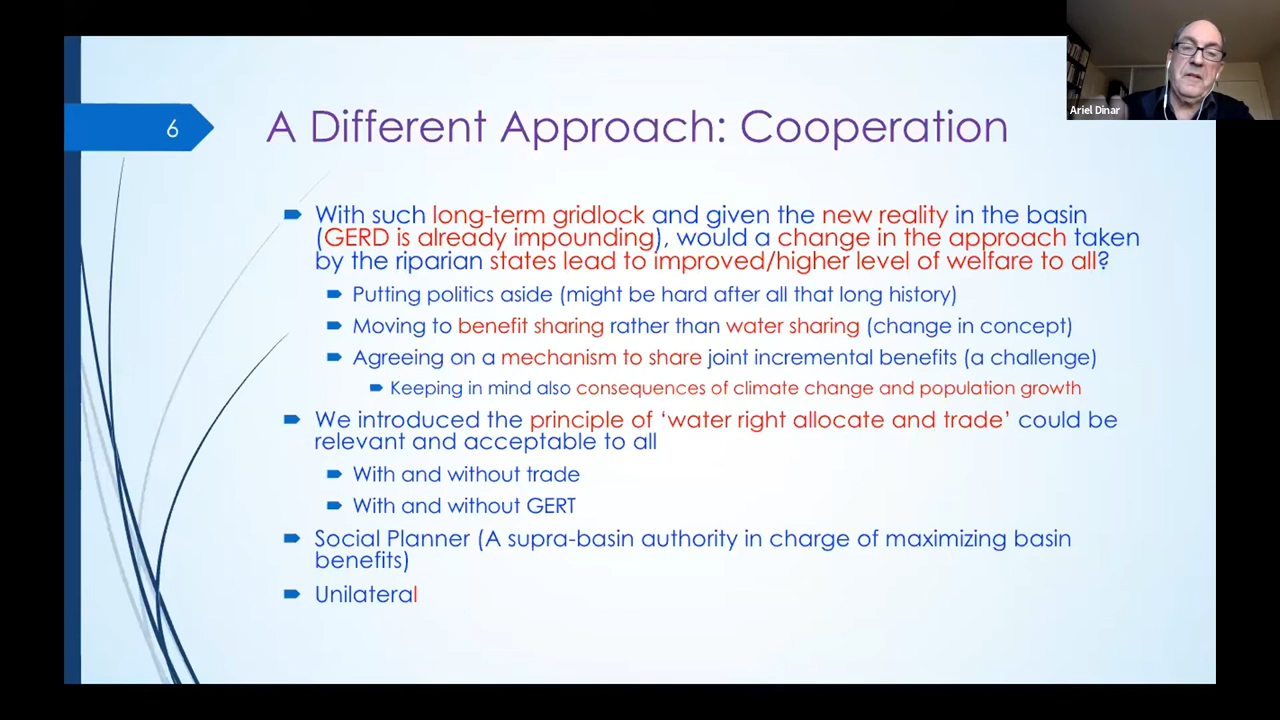 Ariel Dinar
6
A Different Approach: Cooperation
With such long-term gridlock and given the new reality in the basin
(GERD is already impounding), would a change in the approach taken
by the riparian states lead to improved/higher level of welfare to all?
Putting politics aside (might be hard after all that long history)
Moving to benefit sharing rather than water sharing (change in concept)
Agreeing on a mechanism to share joint incremental benefits (a challenge)
Keeping in mind also consequences of climate change and population growth
We introduced the principle of ‘water right allocate and trade’ could be
relevant and acceptable to all
With and without trade
With and without GERT
Social Planner (A supra-basin authority in charge of maximizing basin
benefits)
Unilateral